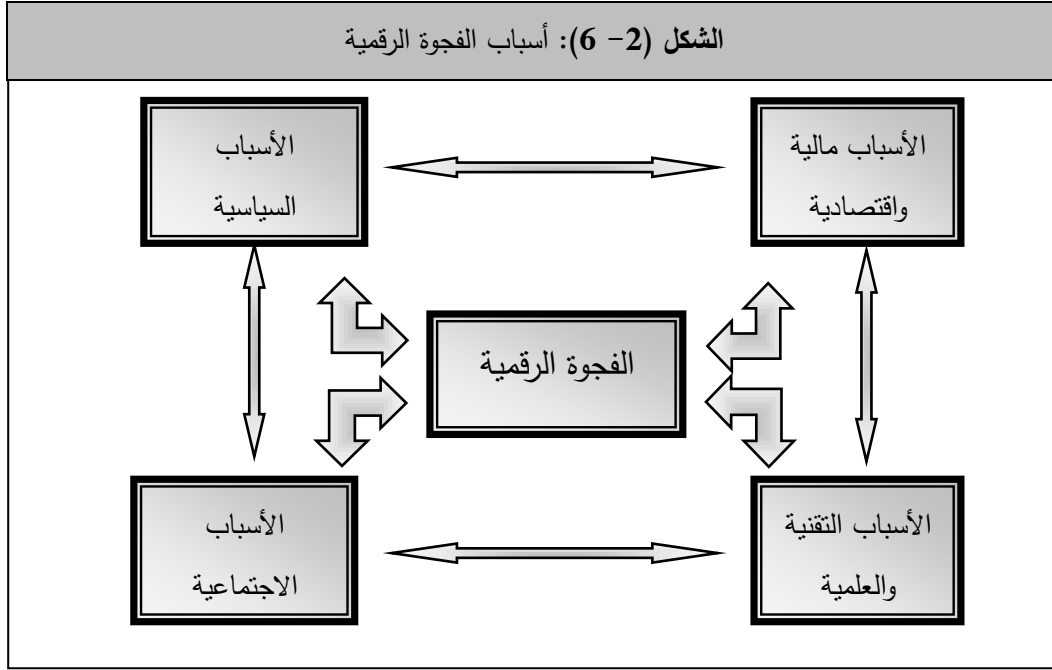 الشكل (2- 6): أسباب الفجوة الرقمية
الأسباب مالية
واقتصادية
الأسباب
السياسية
الفجوة الرقمية
الأسباب التقنية
والعلمية
الأسباب
الاجتماعية